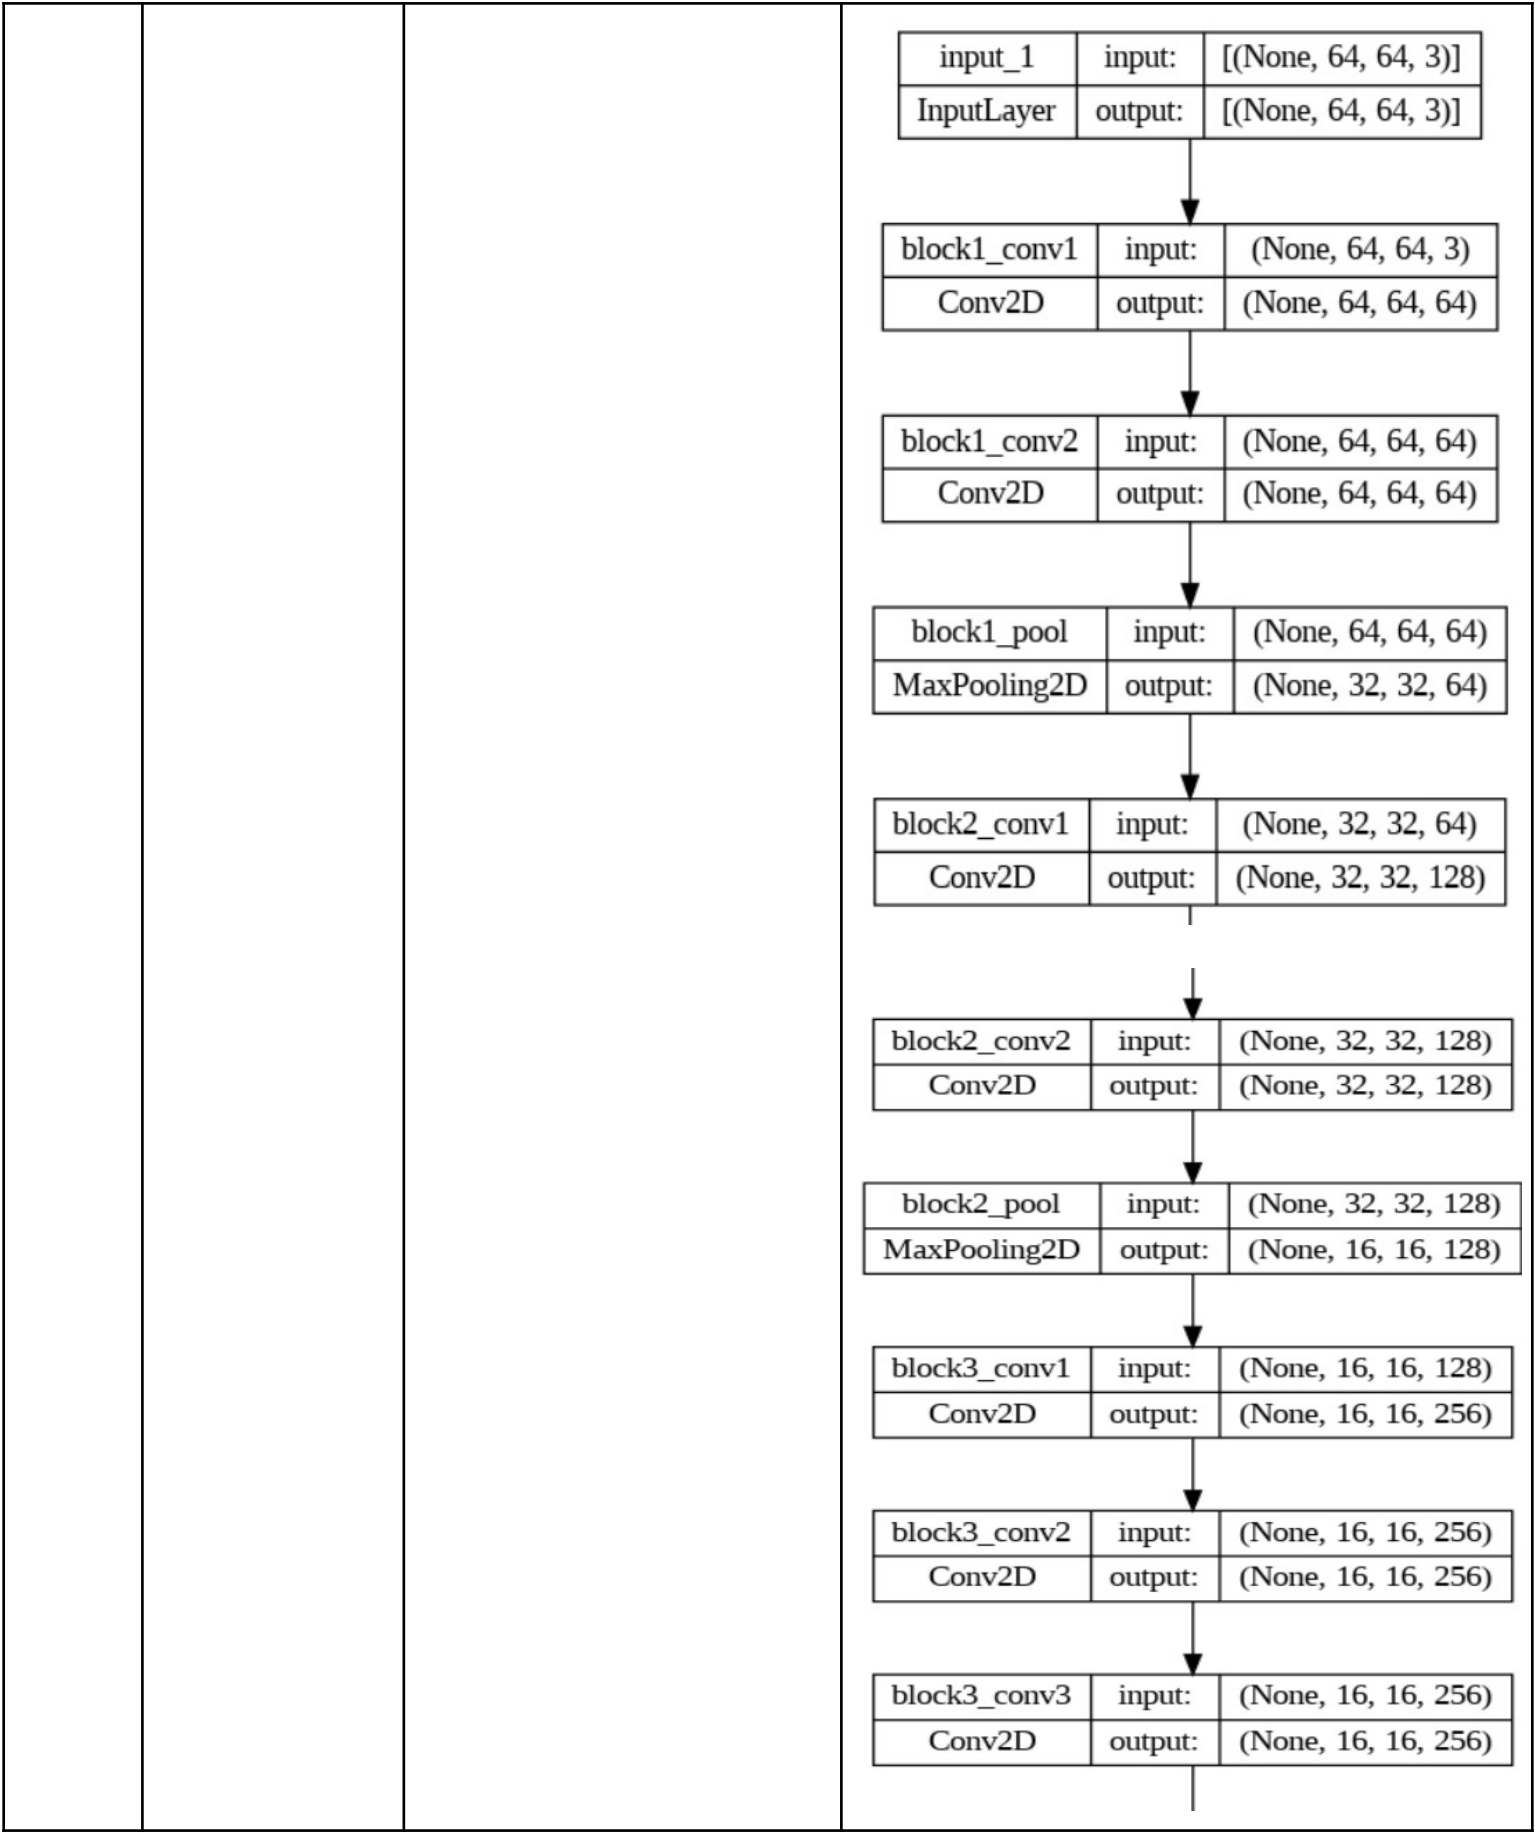 input_1 input: [(None, 64, 64, 3)]
InputLayer output: [(None, 64, 64, 3)]
block1_conv1 input: (None, 64, 64, 3)
Conv2D output: (None, 64, 64, 64)
block1_conv2 input: (None, 64, 64, 64)
Conv2D output: (None, 64, 64, 64)
block1_pool input: (None, 64, 64, 64)
MaxPooling2D output: (None, 32, 32, 64)
block2_conv1 input: (None, 32, 32, 64)
Conv2D output: (None, 32, 32, 128)
block2_conv2 input: (None, 32, 32, 128)
Conv2D output: (None, 32, 32, 128)
block2_pool input: (None, 32, 32, 128)
MaxPooling2D output: (None, 16, 16, 128)
block3_conv1 input: (None, 16, 16, 128)
Conv2D output: (None, 16, 16, 256)
block3_conv2 input: (None, 16, 16, 256)
Conv2D output: (None, 16, 16, 256)
block3_conv3 input: (None, 16, 16, 256)
Conv2D output: (None, 16, 16, 256)